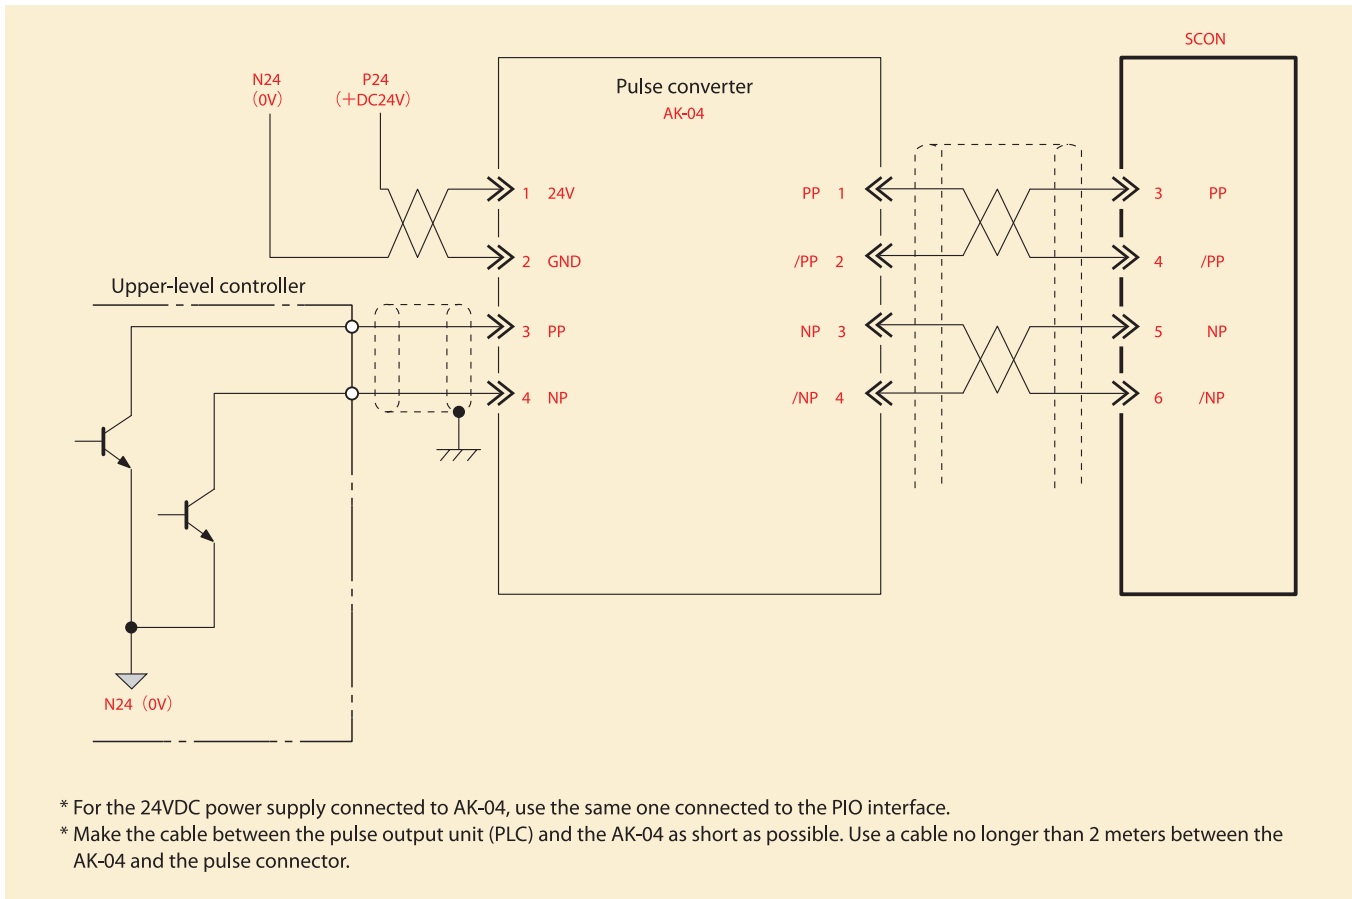 SCON
N24
(0V)
P24
(+DC24V)
Pulse converter
AK-04
1 24V
2 GND
3 PP
4 NP
PP 1
/PP 2
NP 3
/NP 4
3 PP
4 /PP
5 NP
6 /NP
Upper-level controller
N24 (0V)
* For the 24VDC power supply connected to AK-04, use the same one connected to the PIO interface.
* Make the cable between the pulse output unit (PLC) and the AK-04 as short as possible. Use a cable no longer than 2 meters between the
AK-04 and the pulse connector.